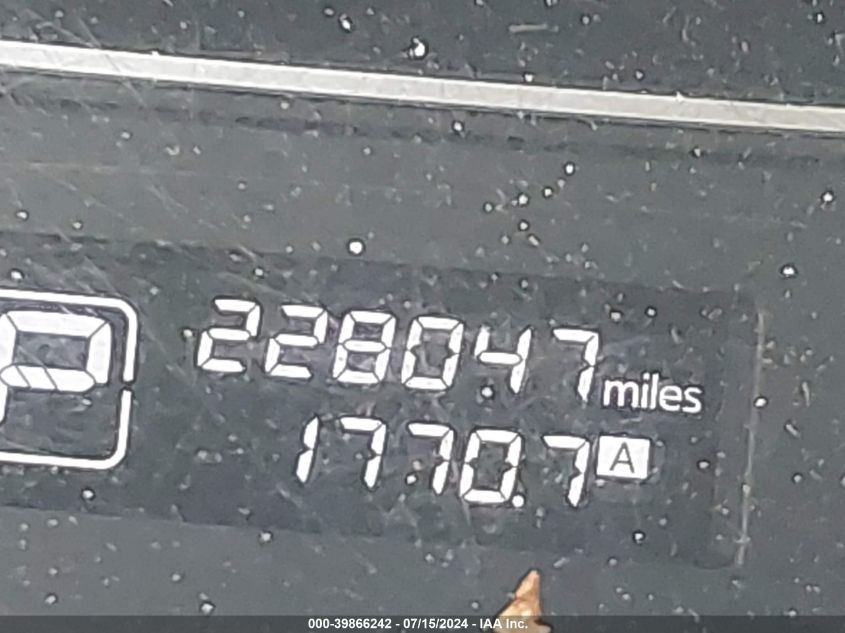 P
228047 miles
1770.7 A
000-39866242 - 07/15/2024 - IAA Inc.